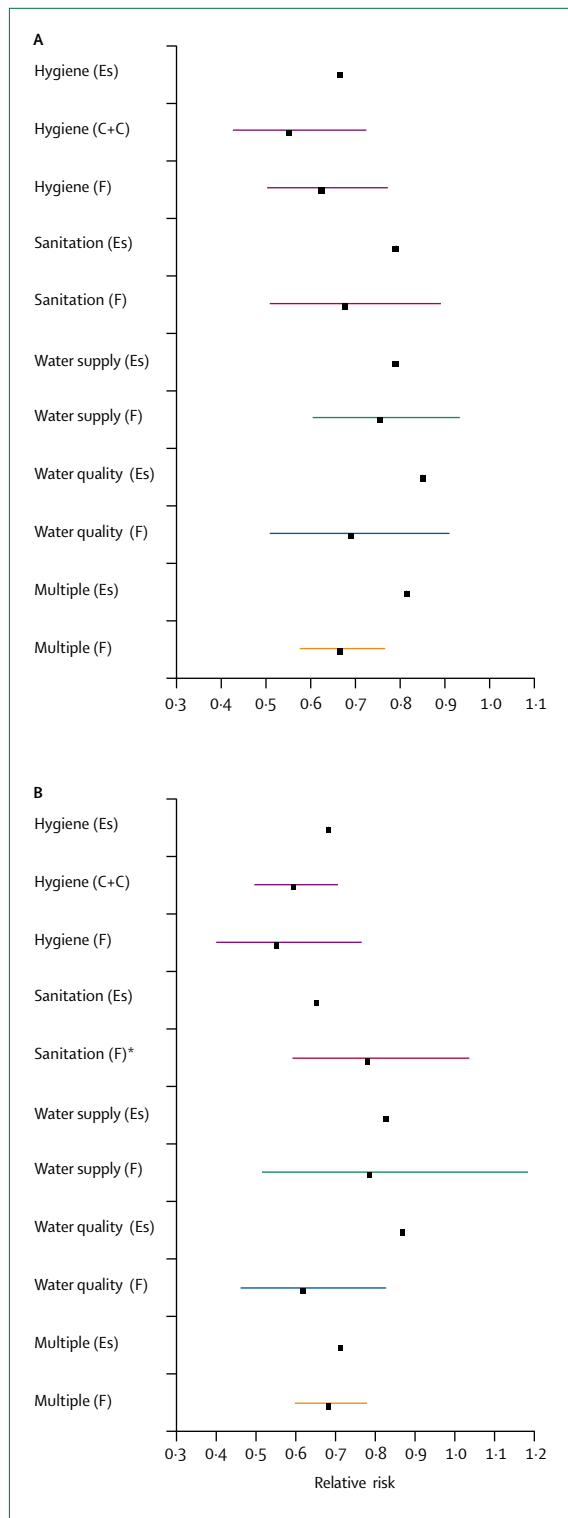 A
Hygiene (Es)
Hygiene (C+C)
Hygiene (F)
Sanitation (Es)
Sanitation (F)
Water supply (Es)
Water supply (F)
Water quality (Es)
Water quality (F)
Multiple (Es)
Multiple (F)
0·3 0·4 0·5 0·6 0·7 0·8 0·9 1·0 1·1
B
Hygiene (Es)
Hygiene (C+C)
Hygiene (F)
Sanitation (Es)
Sanitation (F)*
Water supply (Es)
Water supply (F)
Water quality (Es)
Water quality (F)
Multiple (Es)
Multiple (F)
0·3 0·4 0·5 0·6 0·7 0·8 0·9 1·0 1·2
Relative risk